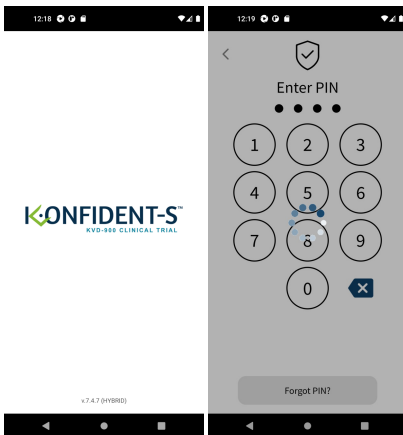 12:18
KONFIDENT-S™
KVD-900 CLINICAL TRIAL
v.7.4.7 (HYBRID)
12:19
Enter PIN
1 2 3
4 5 6
7 8 9
0
Forgot PIN?